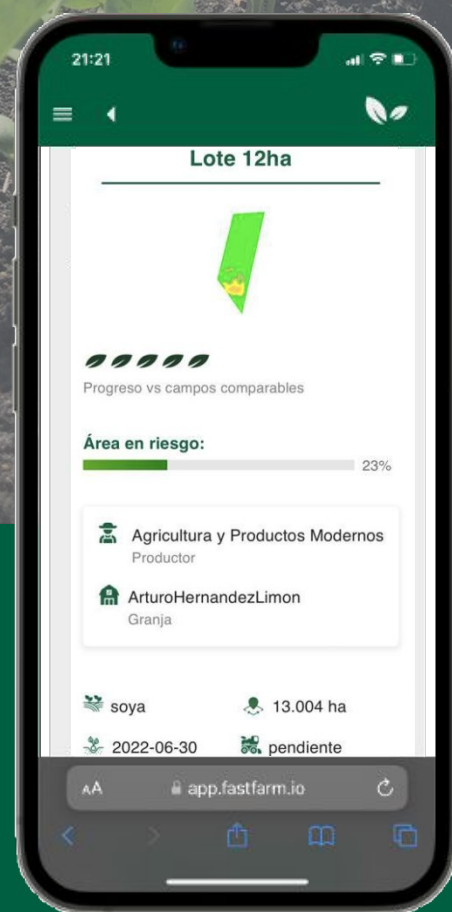 21:21
Lote 12ha
Progreso vs campos comparables
Área en riesgo:
23%
Agricultura y Productos Modernos
Productor
ArturoHernandezLimon
Granja
soya
13.004 ha
2022-06-30
pendiente
AA
app.fastfarm.io